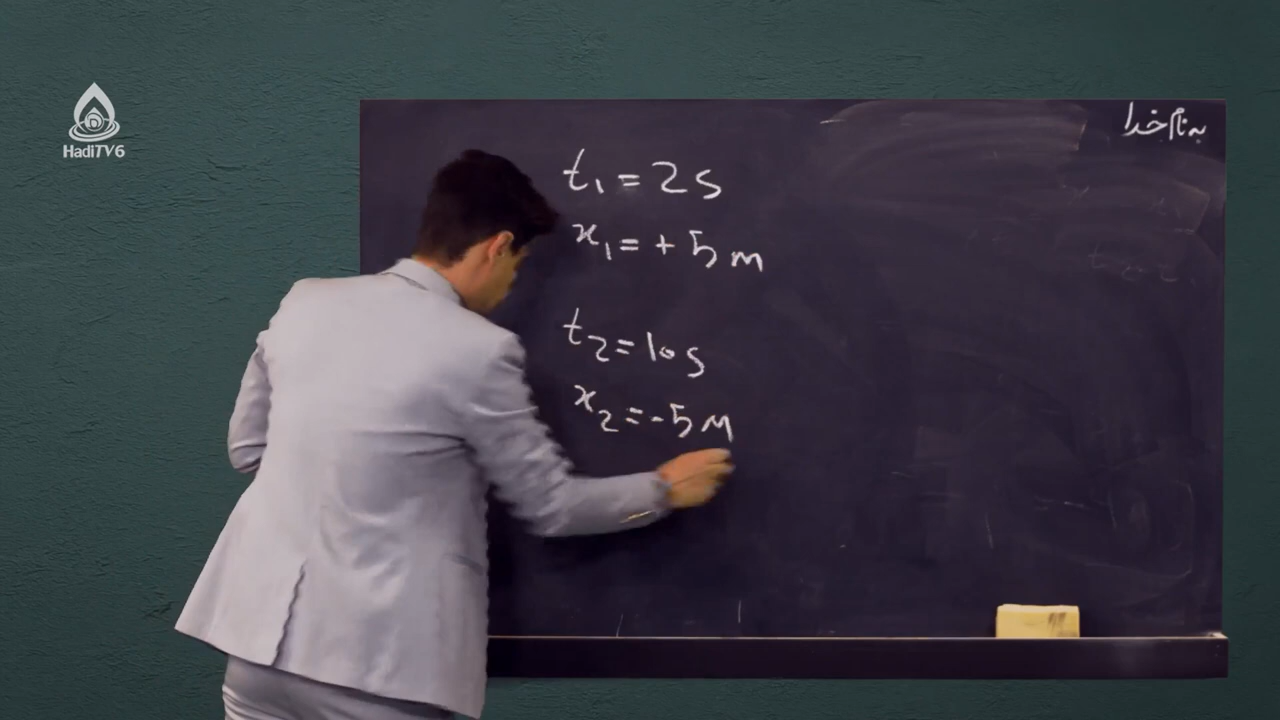 HadiTV6
به نام خدا
t₁ = 2 s
x₁ = + 5 m
t₂ = 10 s
x₂ = - 5 m